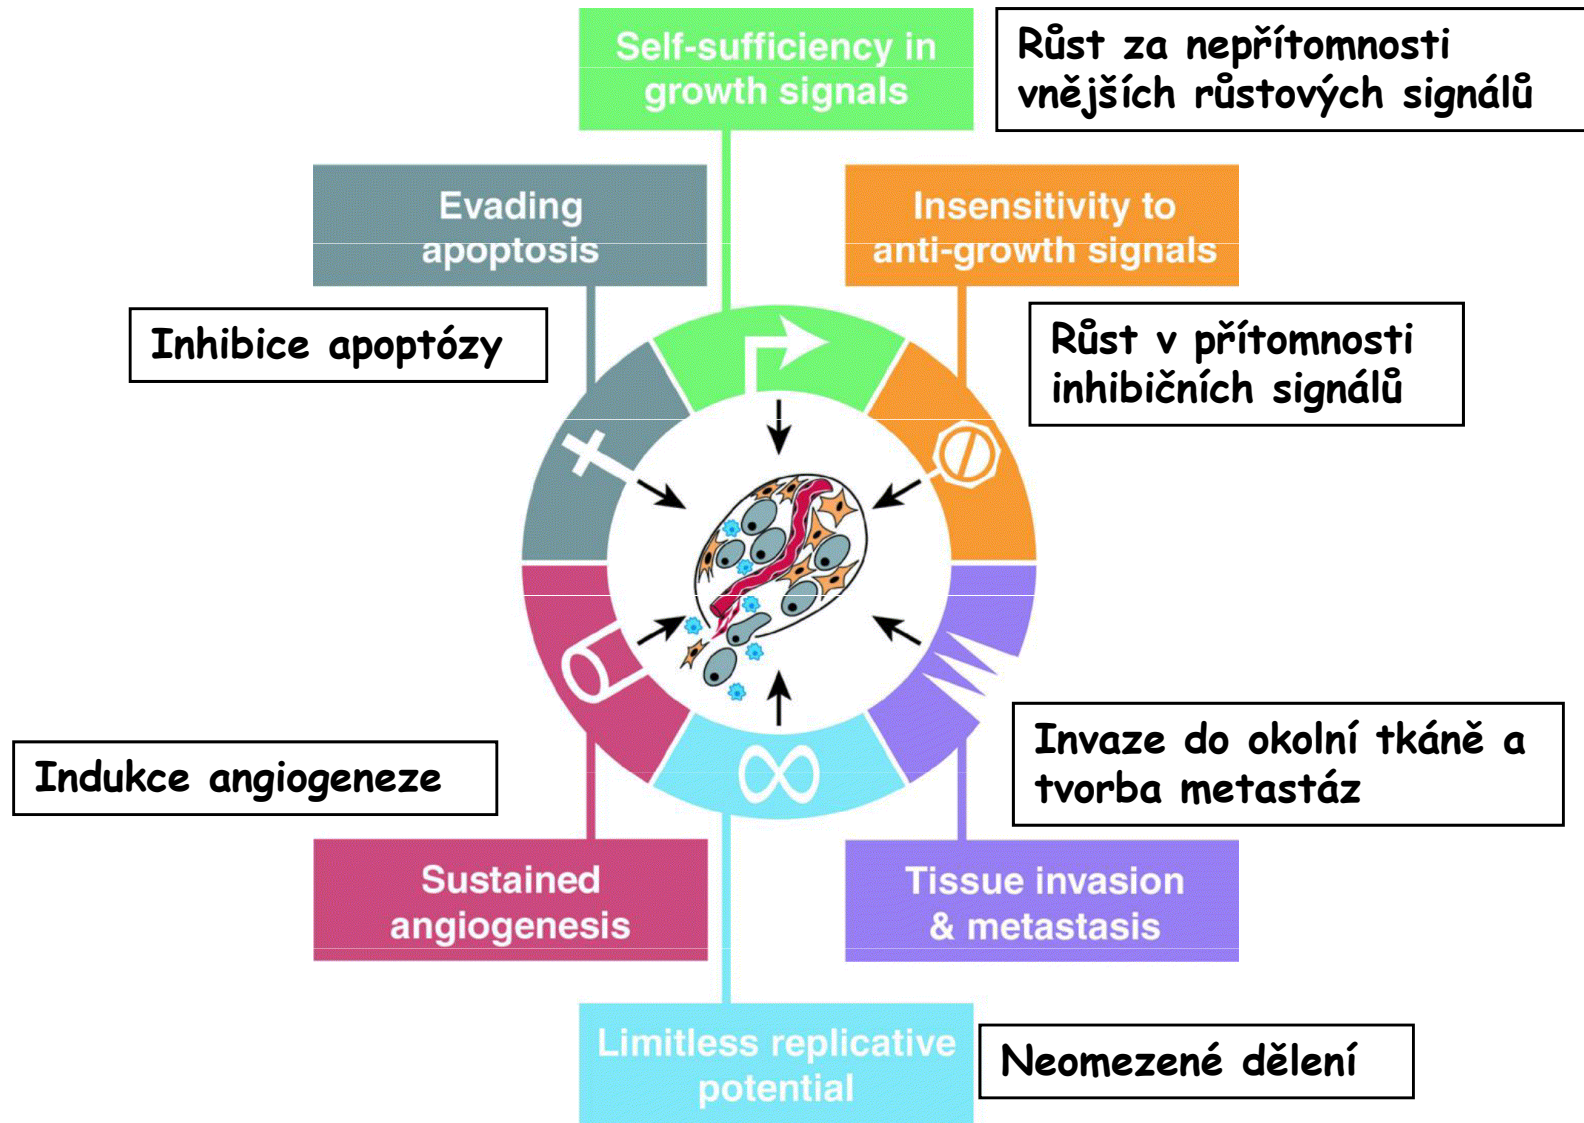 Self-sufficiency in
growth signals
Růst za nepřítomnosti
vnějších růstových signálů
Evading
apoptosis
Insensitivity to
anti-growth signals
Inhibice apoptózy
Růst v přítomnosti
inhibičních signálů
Indukce angiogeneze
Invaze do okolní tkáně a
tvorba metastáz
Sustained
angiogenesis
Tissue invasion
& metastasis
Limitless replicative
potential
Neomezené dělení